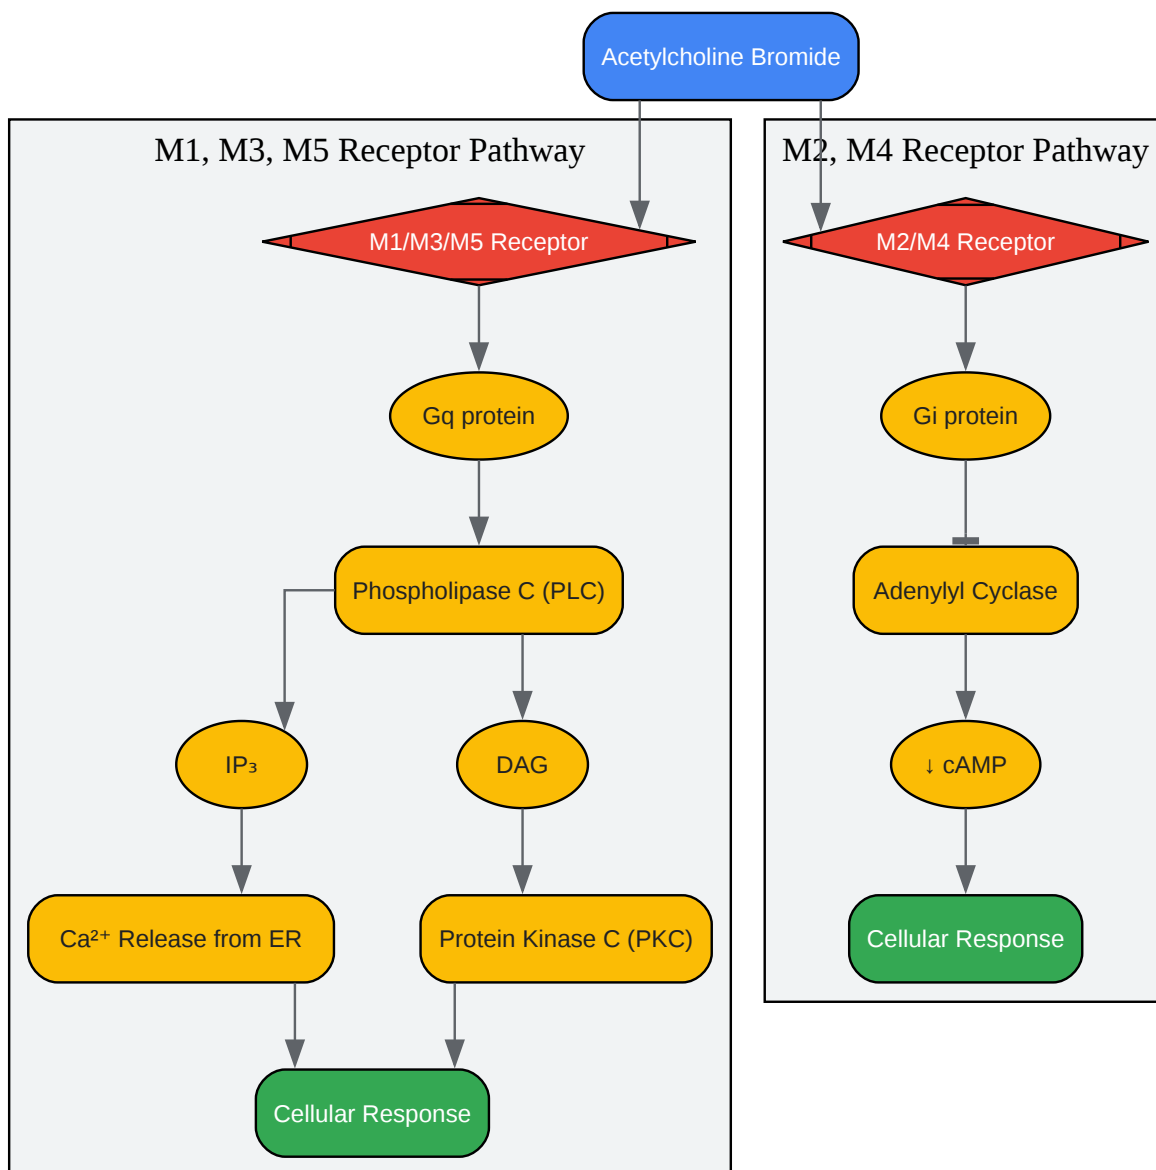 Acetylcholine Bromide
M1, M3, M5 Receptor Pathway
M2, M4 Receptor Pathway
M1/M3/M5 Receptor
M2/M4 Receptor
Gq protein
Gi protein
Phospholipase C (PLC)
Adenylyl Cyclase
IP₃
DAG
↓ cAMP
Ca²⁺ Release from ER
Protein Kinase C (PKC)
Cellular Response
Cellular Response